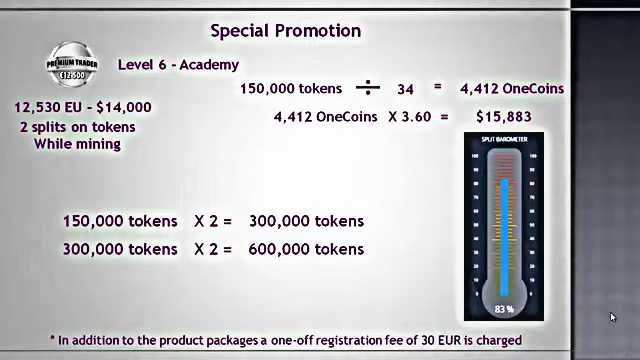 Special Promotion
PREMIUM TRADER
€12.500
Level 6 - Academy
150,000 tokens ÷ 34 = 4,412 OneCoins
12,530 EU - $14,000
4,412 OneCoins X 3.60 = $15,883
2 splits on tokens
While mining
SPLIT BAROMETER
150,000 tokens X 2 = 300,000 tokens
300,000 tokens X 2 = 600,000 tokens
83 %
* In addition to the product packages a one-off registration fee of 30 EUR is charged